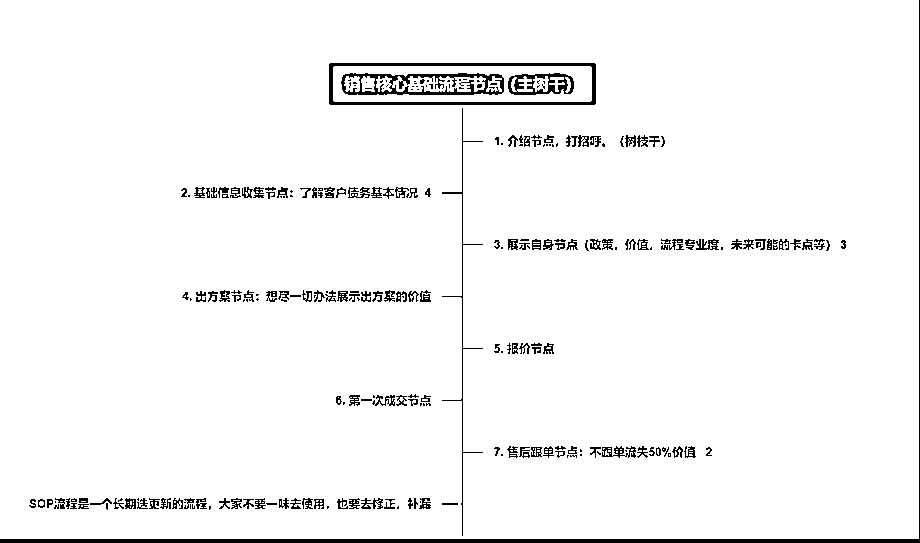 销售核心基础流程节点（主树干）
1. 介绍节点，打招呼。（树枝干）
2. 基础信息收集节点：了解客户债务基本情况 4
3. 展示自身节点（政策，价值，流程专业度，未来可能的卡点等） 3
4. 出方案节点：想尽一切办法展示出方案的价值
5. 报价节点
6. 第一次成交节点
7. 售后跟单节点：不跟单流失50%价值 2
SOP流程是一个长期迭更新的流程，大家不要一味去使用，也要去修正，补漏